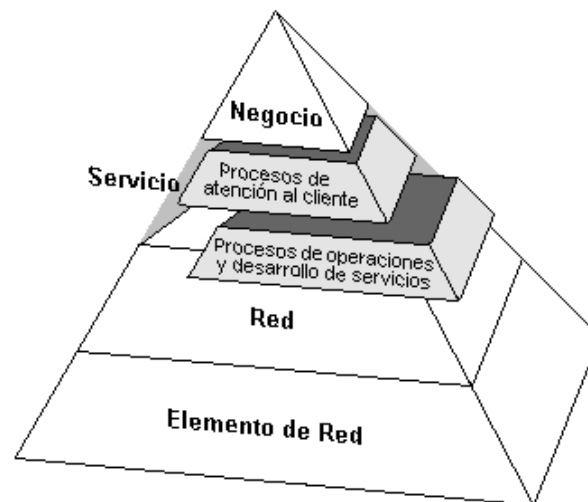 Negocio
Servicio
Procesos de
atención al cliente
Procesos de operaciones
y desarrollo de servicios
Red
Elemento de Red